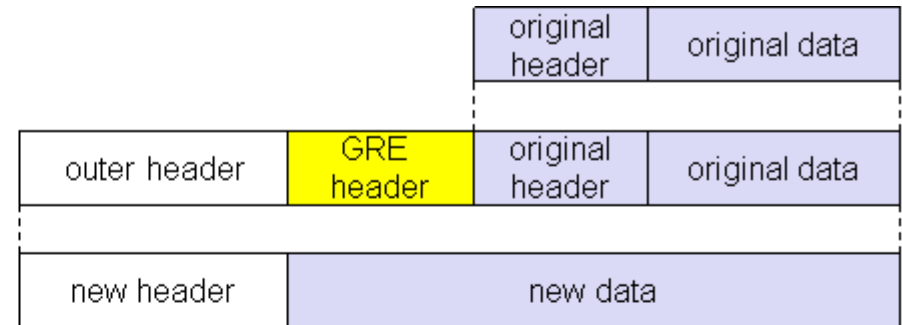 original
header
original data
outer header
GRE
header
original
header
original data
new header
new data